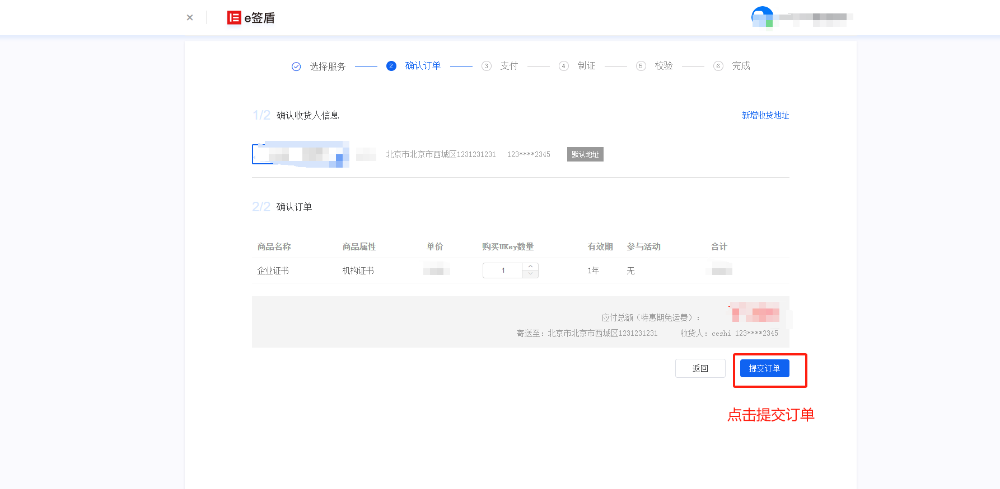 × e签盾
选择服务 2 确认订单 3 支付 4 制证 5 校验 6 完成
1/2 确认收货人信息 新增收货地址
北京市北京市西城区1231231231 123****2345 默认地址
2/2 确认订单
商品名称 商品属性 单价 购买UKey数量 有效期 参与活动 合计
企业证书 机构证书 1 1年 无
应付总额（特惠期免运费）：
寄送至：北京市北京市西城区1231231231 收货人：ceshi 123****2345
返回 提交订单
点击提交订单